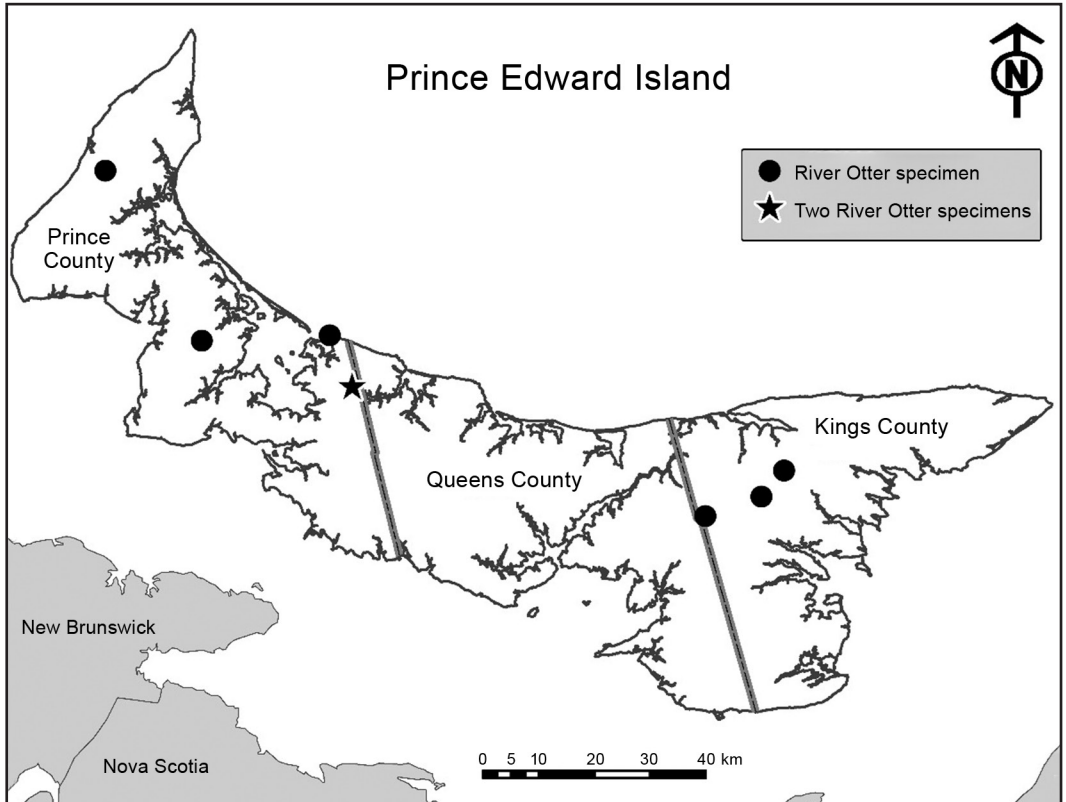 Prince Edward Island
N
River Otter specimen
Two River Otter specimens
Prince
County
Kings County
Queens County
New Brunswick
Nova Scotia
0 5 10 20 30 40 km